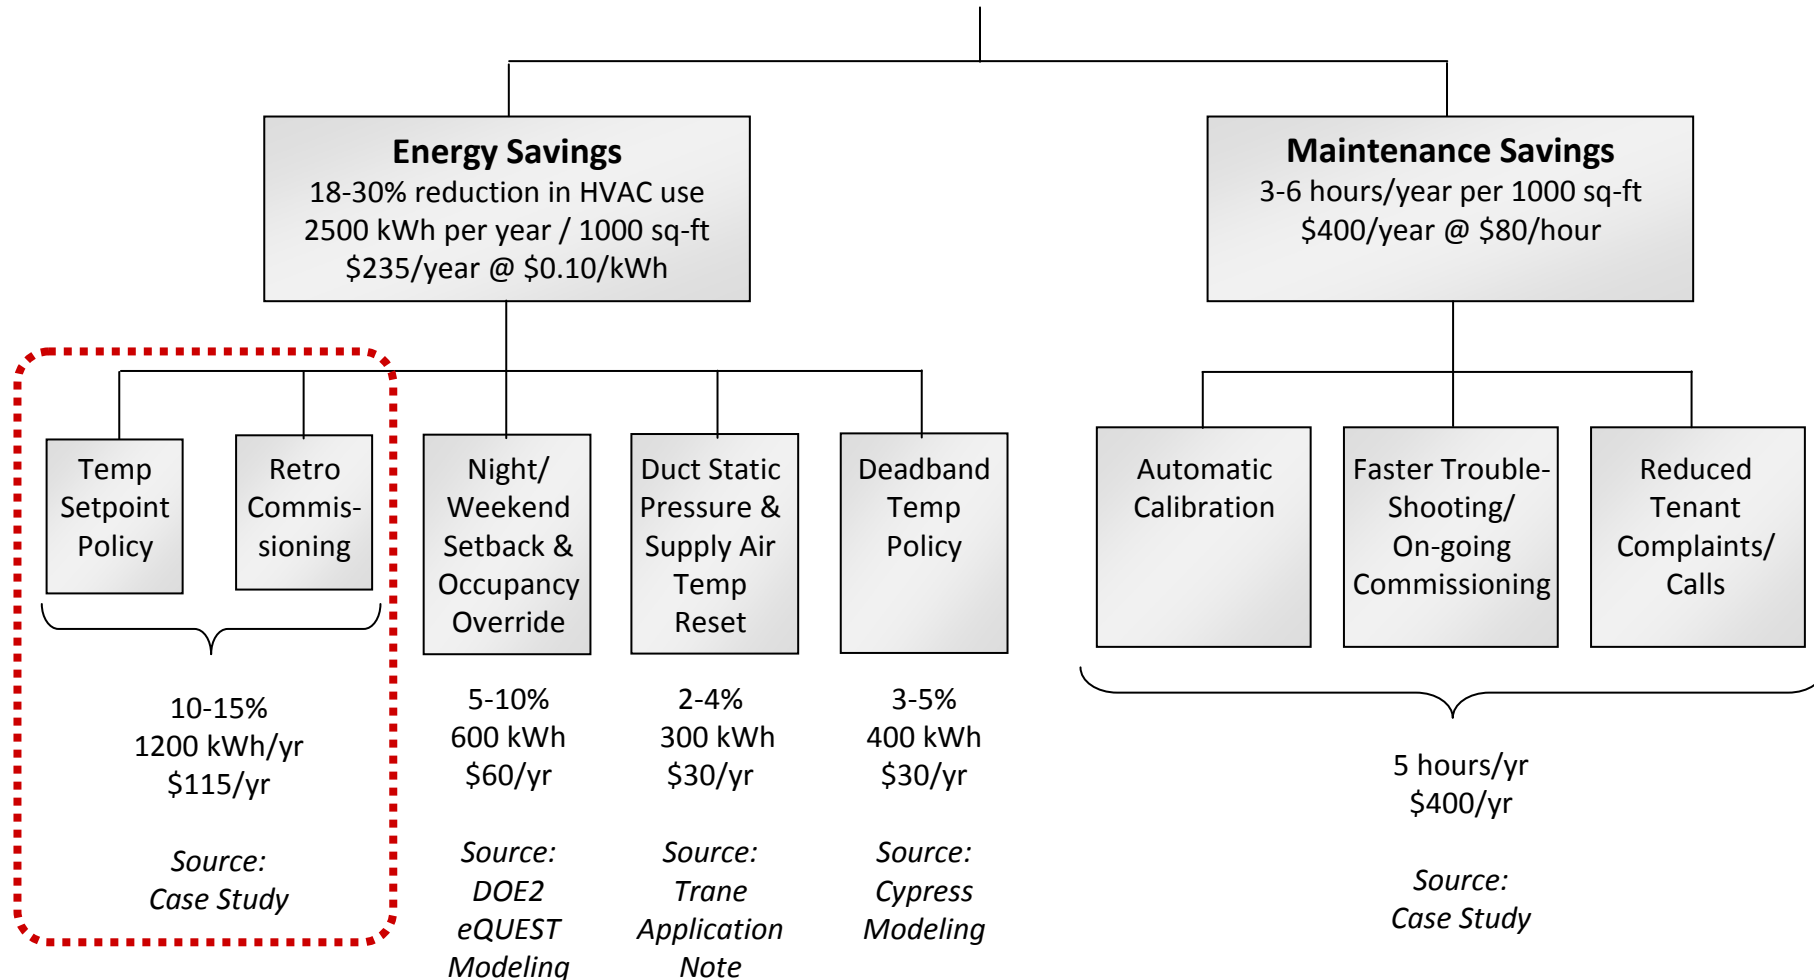 Energy Savings
18-30% reduction in HVAC use
2500 kWh per year / 1000 sq-ft
$235/year @ $0.10/kWh
Maintenance Savings
3-6 hours/year per 1000 sq-ft
$400/year @ $80/hour
Temp
Setpoint
Policy
Retro
Commis-
sioning
Night/
Weekend
Setback &
Occupancy
Override
Duct Static
Pressure &
Supply Air
Temp
Reset
Deadband
Temp
Policy
Automatic
Calibration
Faster Trouble-
Shooting/
On-going
Commissioning
Reduced
Tenant
Complaints/
Calls
10-15%
1200 kWh/yr
$115/yr
Source:
Case Study
5-10%
600 kWh
$60/yr
Source:
DOE2
eQUEST
Modeling
2-4%
300 kWh
$30/yr
Source:
Trane
Application
Note
3-5%
400 kWh
$30/yr
Source:
Cypress
Modeling
5 hours/yr
$400/yr
Source:
Case Study